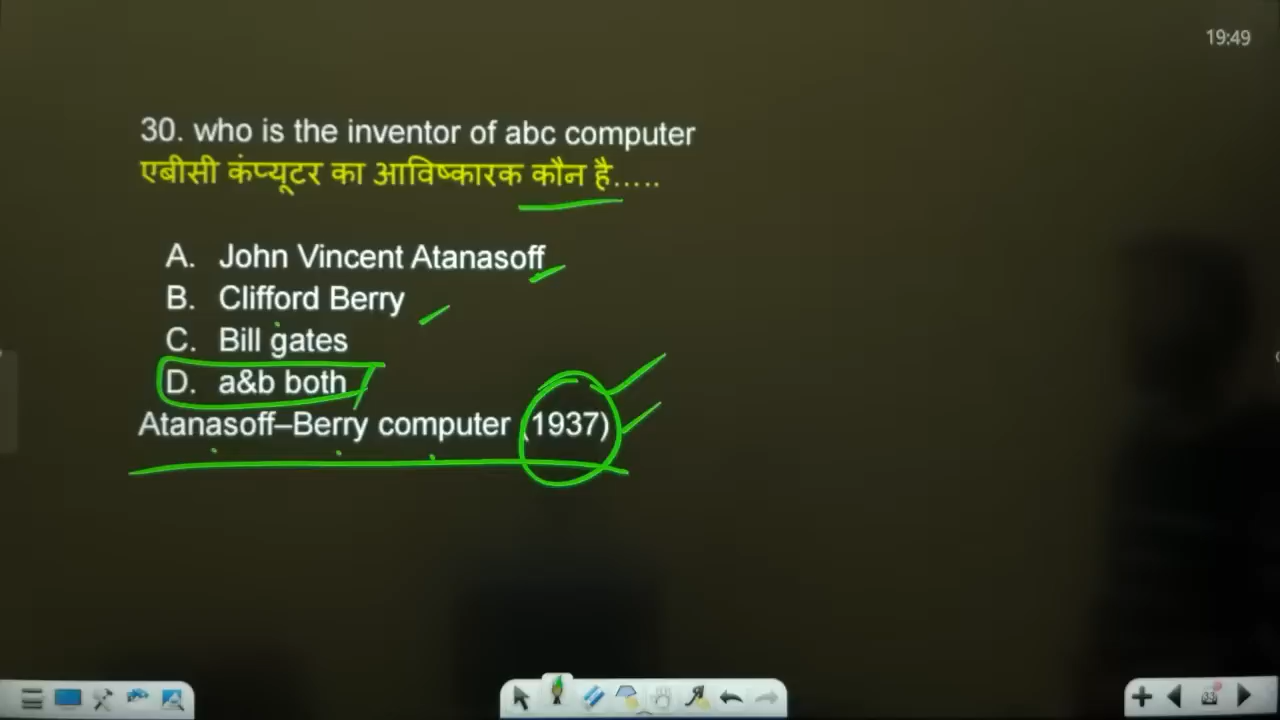 19:49
30. who is the inventor of abc computer
एबीसी कंप्यूटर का आविष्कारक कौन है.....
A. John Vincent Atanasoff
B. Clifford Berry
C. Bill gates
D. a&b both
Atanasoff–Berry computer (1937)
33